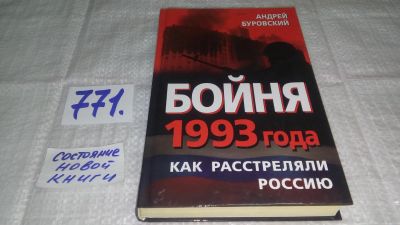 771.
СОСТОЯНИЕ
НОВОЙ
КНИГИ
АНДРЕЙ
БУРОВСКИЙ
БОЙНЯ
1993 года
КАК РАССТРЕЛЯЛИ
РОССИЮ